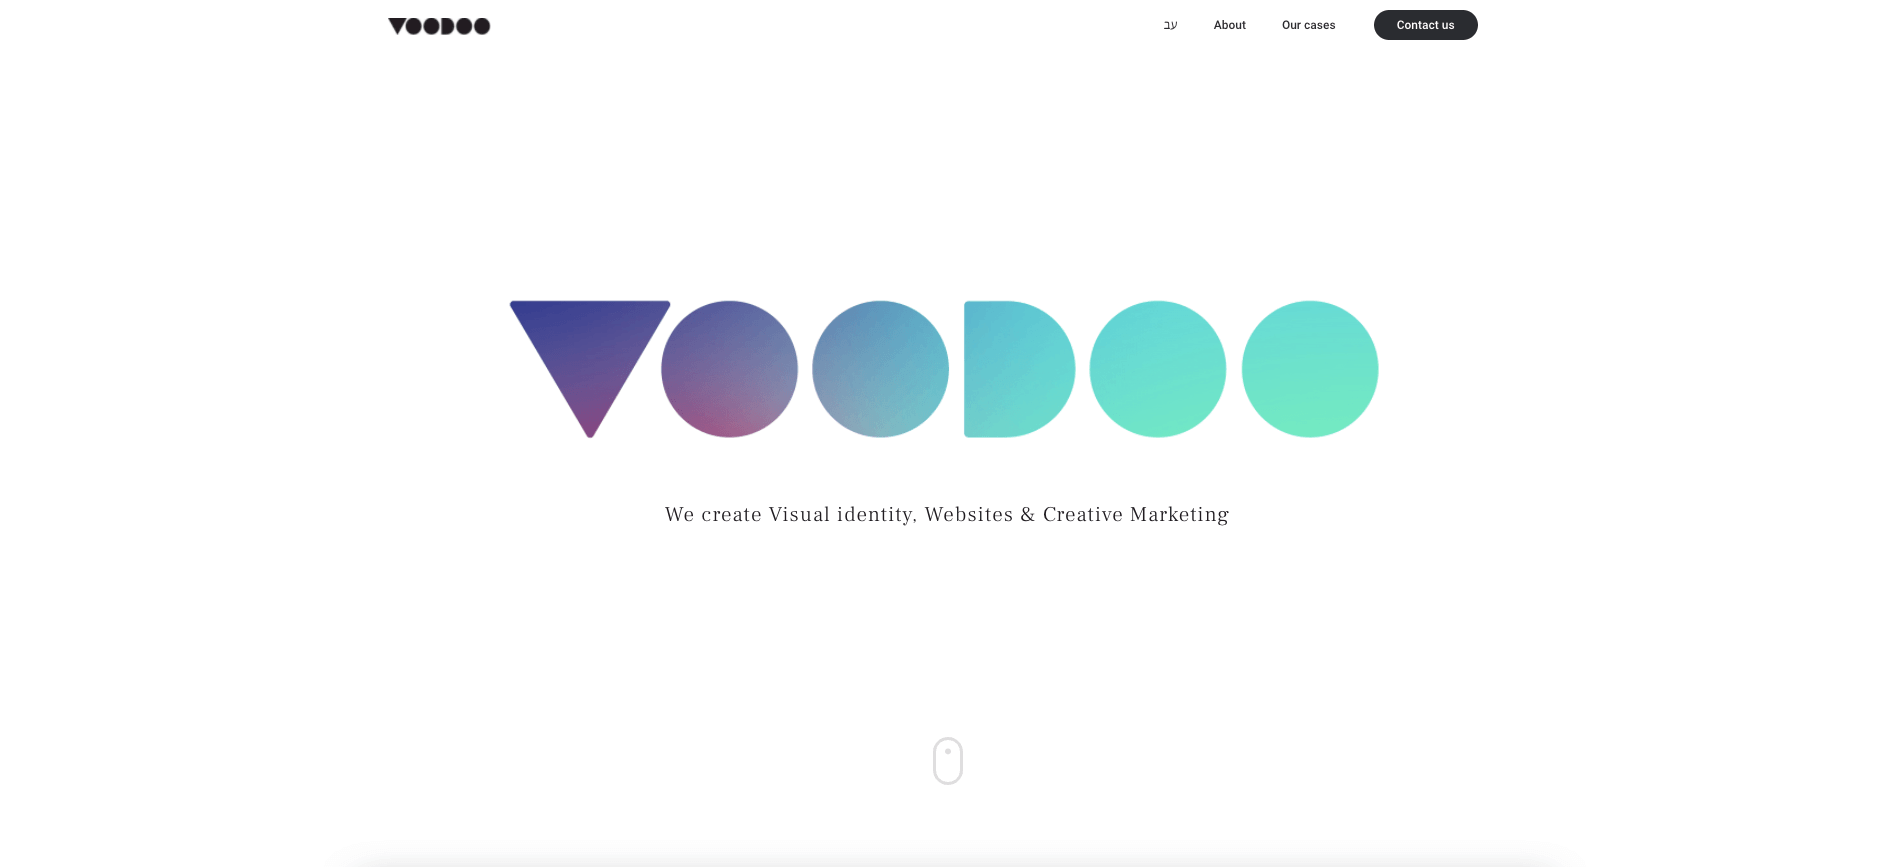 VOODOO
עב
About
Our cases
Contact us
VOODOO
We create Visual identity, Websites & Creative Marketing